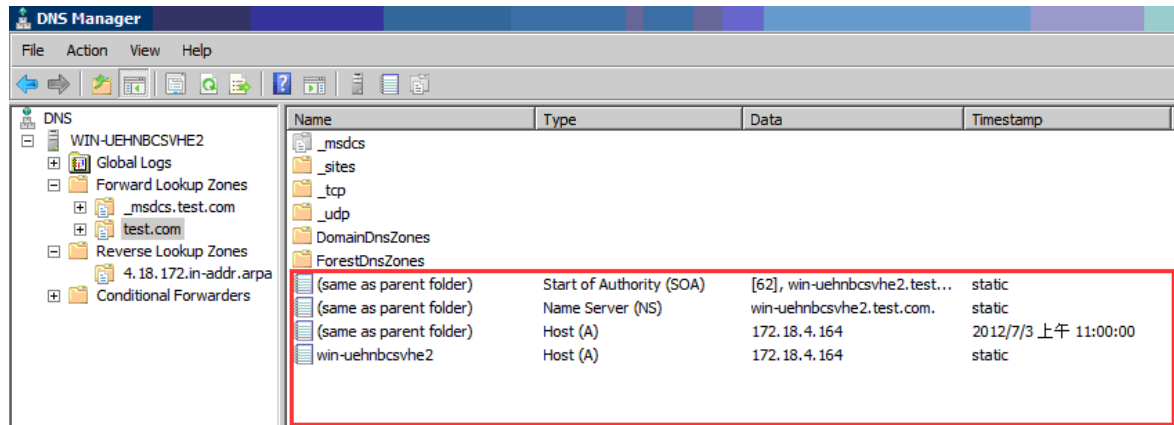 DNS Manager
File Action View Help
DNS
WIN-UEHNBCSVHE2
Global Logs
Forward Lookup Zones
_msdcs.test.com
test.com
Reverse Lookup Zones
4.18.172.in-addr.arpa
Conditional Forwarders
Name Type Data Timestamp
_msdcs
_sites
_tcp
_udp
DomainDnsZones
ForestDnsZones
(same as parent folder) Start of Authority (SOA) [62], win-uehnbcsvhe2.test... static
(same as parent folder) Name Server (NS) win-uehnbcsvhe2.test.com. static
(same as parent folder) Host (A) 172.18.4.164 2012/7/3 上午 11:00:00
win-uehnbcsvhe2 Host (A) 172.18.4.164 static